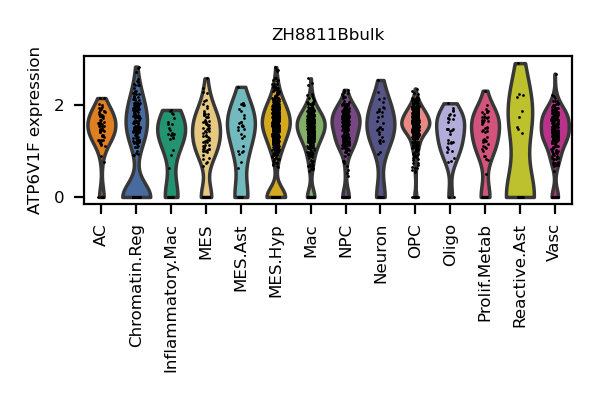 ZH8811Bbulk
ATP6V1F expression
2
0
AC
Chromatin.Reg
Inflammatory.Mac
MES
MES.Ast
MES.Hyp
Mac
NPC
Neuron
OPC
Oligo
Prolif.Metab
Reactive.Ast
Vasc